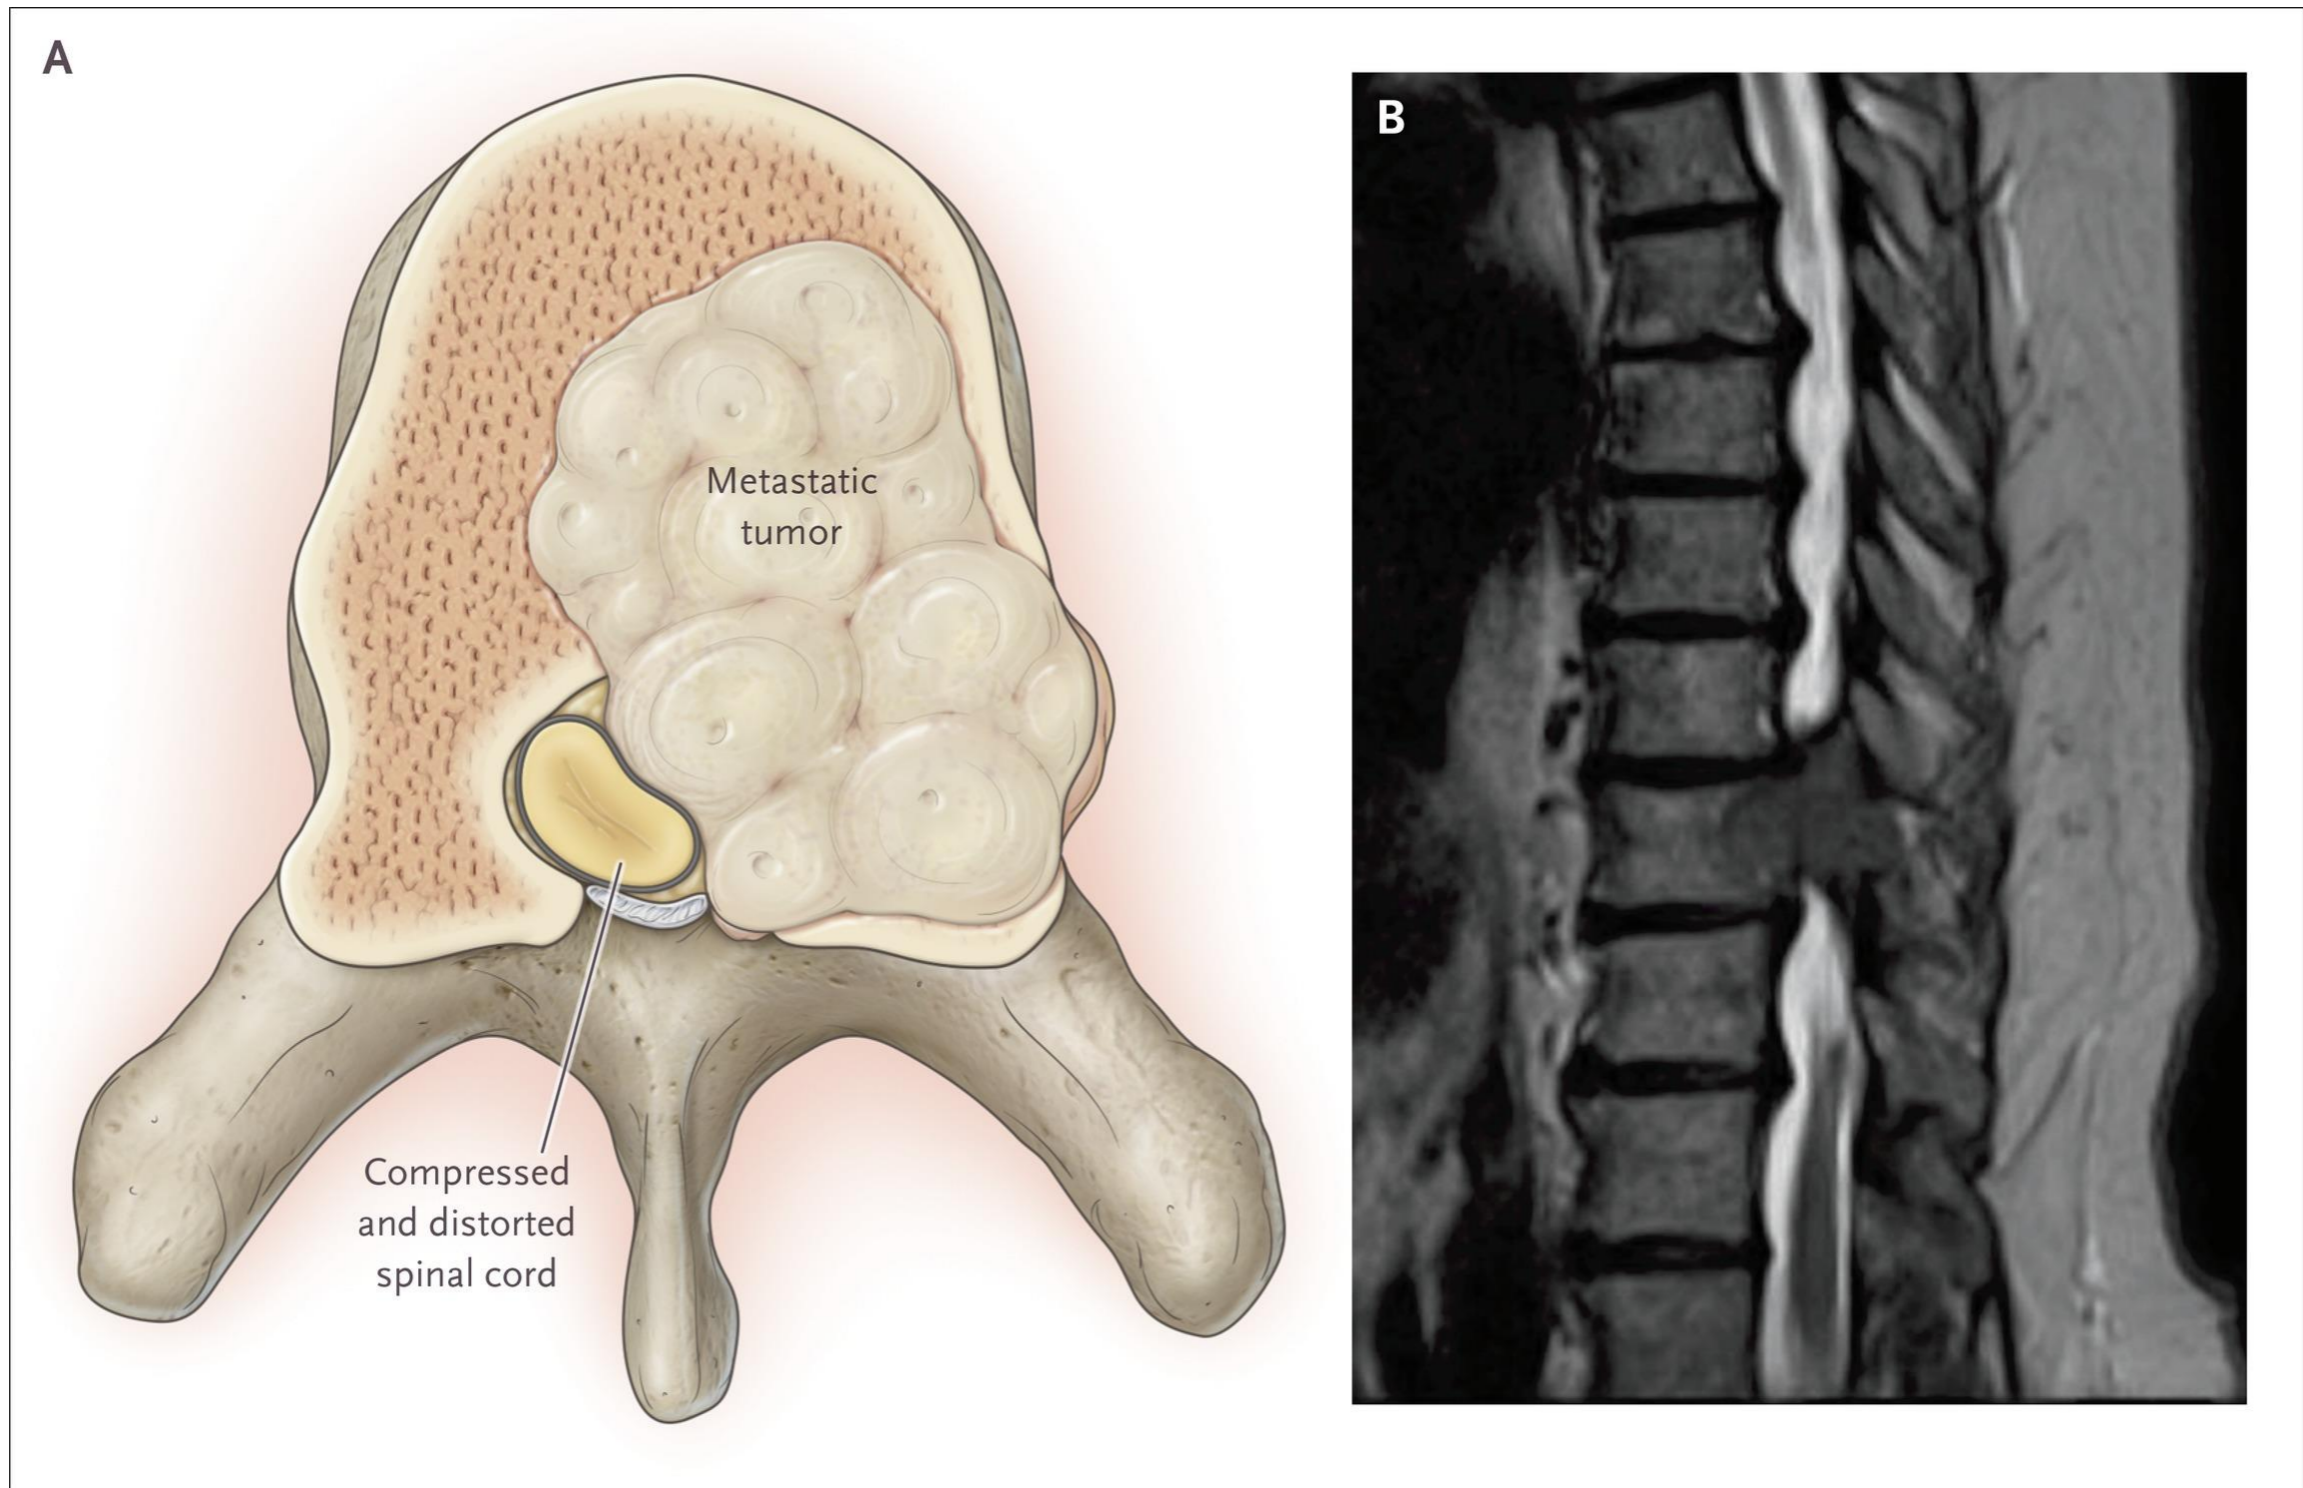 A
B
Metastatic
tumor
Compressed
and distorted
spinal cord